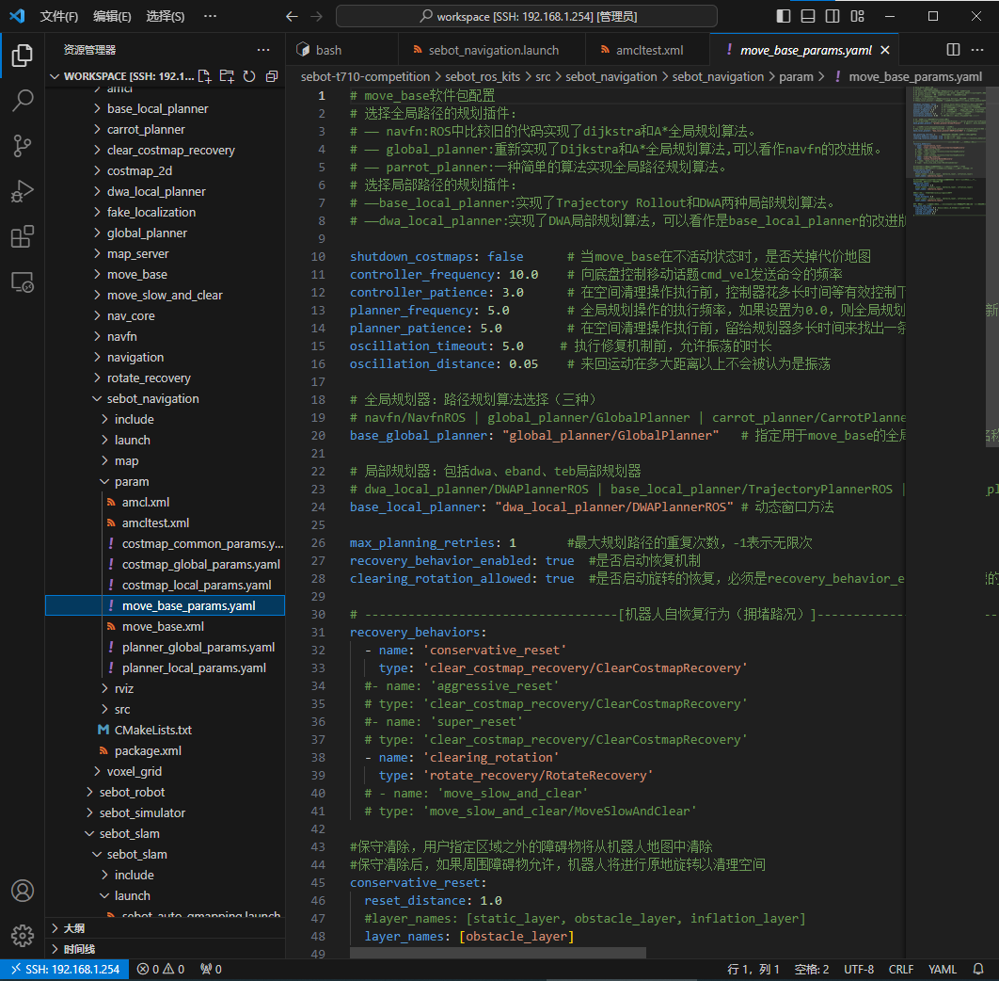 文件(F) 编辑(E) 选择(S) ···
workspace [SSH: 192.168.1.254] [管理员]
资源管理器
WORKSPACE [SSH: 192.1...
amcl
base_local_planner
carrot_planner
clear_costmap_recovery
costmap_2d
dwa_local_planner
fake_localization
global_planner
map_server
move_base
move_slow_and_clear
nav_core
navfn
navigation
rotate_recovery
sebot_navigation
include
launch
map
param
amcl.xml
amcltest.xml
costmap_common_params.y...
costmap_global_params.yaml
costmap_local_params.yaml
move_base_params.yaml
move_base.xml
planner_global_params.yaml
planner_local_params.yaml
rviz
src
CMakeLists.txt
package.xml
voxel_grid
sebot_robot
sebot_simulator
sebot_slam
sebot_slam
include
launch
sebot_auto_gmapping.launch
大纲
时间线
bash
sebot_navigation.launch
amcltest.xml
move_base_params.yaml
sebot-t710-competition > sebot_ros_kits > src > sebot_navigation > sebot_navigation > param > ! move_base_params.yaml
1 # move_base软件包配置
2 # 选择全局路径的规划插件:
3 # —— navfn:ROS中比较旧的代码实现了dijkstra和A*全局规划算法。
4 # —— global_planner:重新实现了Dijkstra和A*全局规划算法,可以看作navfn的改进版。
5 # —— parrot_planner:一种简单的算法实现全局路径规划算法。
6 # 选择局部路径的规划插件:
7 # ——base_local_planner:实现了Trajectory Rollout和DWA两种局部规划算法。
8 # ——dwa_local_planner:实现了DWA局部规划算法，可以看作是base_local_planner的改进版
9
10 shutdown_costmaps: false # 当move_base在不活动状态时，是否关掉代价地图
11 controller_frequency: 10.0 # 向底盘控制移动话题cmd_vel发送命令的频率
12 controller_patience: 3.0 # 在空间清理操作执行前，控制器花多长时间等有效控制下
13 planner_frequency: 5.0 # 全局规划操作的执行频率，如果设置为0.0，则全局规划 新
14 planner_patience: 5.0 # 在空间清理操作执行前，留给规划器多长时间来找出一条
15 oscillation_timeout: 5.0 # 执行修复机制前，允许振荡的时长
16 oscillation_distance: 0.05 # 来回运动在多大距离以上不会被认为是振荡
17
18 # 全局规划器: 路径规划算法选择（三种）
19 # navfn/NavfnROS | global_planner/GlobalPlanner | carrot_planner/CarrotPlanne
20 base_global_planner: "global_planner/GlobalPlanner" # 指定用于move_base的全局 名称
21
22 # 局部规划器: 包括dwa、eband、teb局部规划器
23 # dwa_local_planner/DWAPlannerROS | base_local_planner/TrajectoryPlannerROS | _pl
24 base_local_planner: "dwa_local_planner/DWAPlannerROS" # 动态窗口方法
25
26 max_planning_retries: 1 #最大规划路径的重复次数，-1表示无限次
27 recovery_behavior_enabled: true #是否启动恢复机制
28 clearing_rotation_allowed: true #是否启动旋转的恢复，必须是recovery_behavior_e 的
29
30 # -----------------------------------[机器人自恢复行为（拥堵路况）]------------
31 recovery_behaviors:
32 - name: 'conservative_reset'
33 type: 'clear_costmap_recovery/ClearCostmapRecovery'
34 #- name: 'aggressive_reset'
35 # type: 'clear_costmap_recovery/ClearCostmapRecovery'
36 #- name: 'super_reset'
37 # type: 'clear_costmap_recovery/ClearCostmapRecovery'
38 - name: 'clearing_rotation'
39 type: 'rotate_recovery/RotateRecovery'
40 # - name: 'move_slow_and_clear'
41 # type: 'move_slow_and_clear/MoveSlowAndClear'
42
43 #保守清除，用户指定区域之外的障碍物将从机器人地图中清除
44 #保守清除后，如果周围障碍物允许，机器人将进行原地旋转以清理空间
45 conservative_reset:
46 reset_distance: 1.0
47 #layer_names: [static_layer, obstacle_layer, inflation_layer]
48 layer_names: [obstacle_layer]
49
SSH: 192.168.1.254 0 0 0 行 1，列 1 空格: 2 UTF-8 CRLF YAML